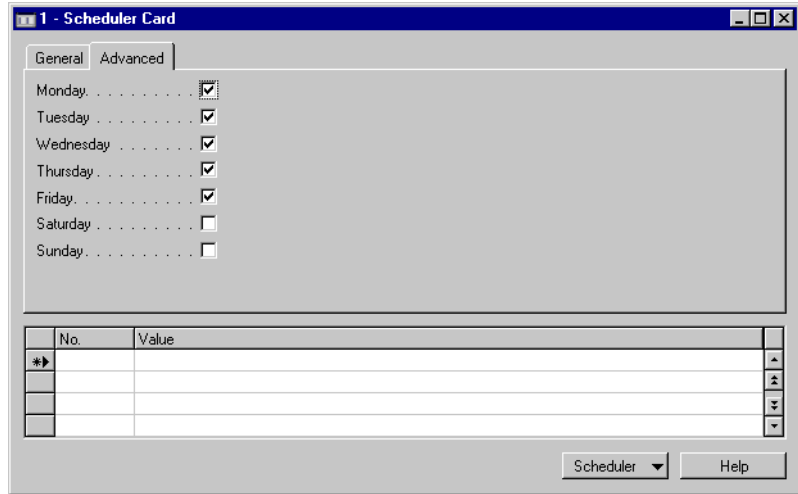 1 - Scheduler Card
General Advanced
Monday. . . . . . . . . .
Tuesday . . . . . . . . .
Wednesday . . . . . . .
Thursday . . . . . . . . .
Friday. . . . . . . . . . .
Saturday . . . . . . . . .
Sunday. . . . . . . . . .
No. Value
Scheduler Help